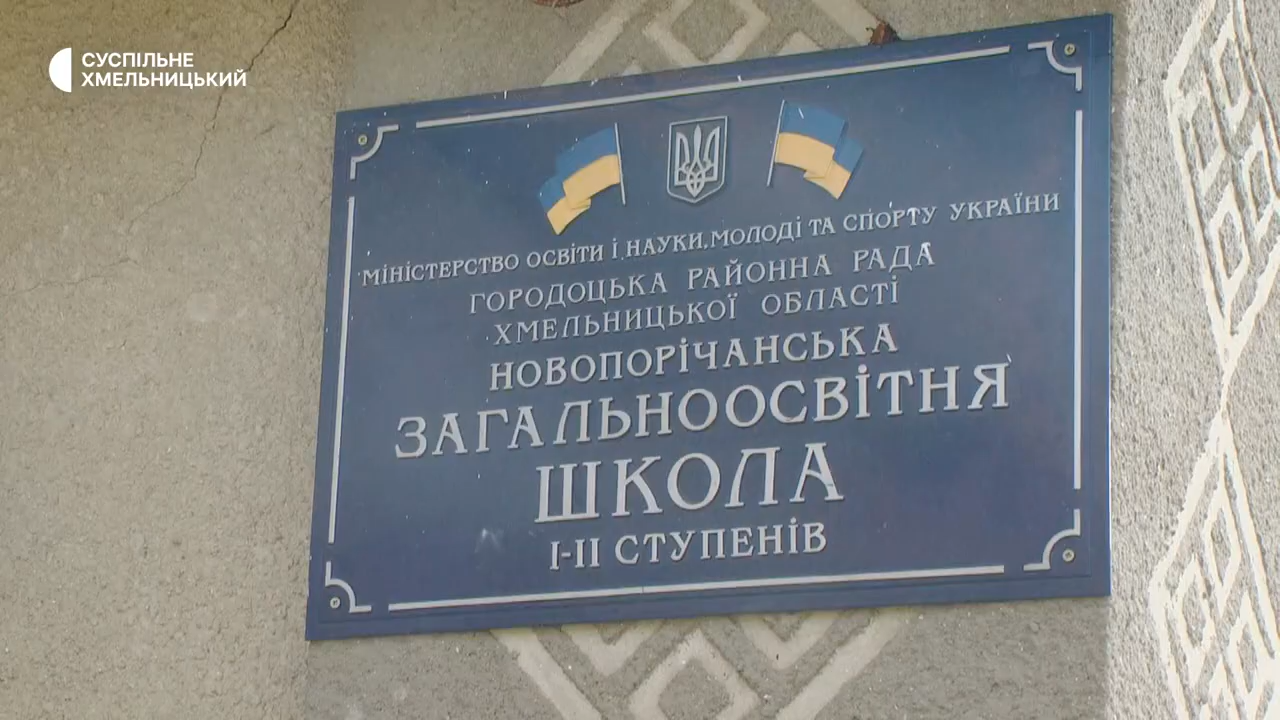 СУСПІЛЬНЕ
ХМЕЛЬНИЦЬКИЙ
МІНІСТЕРСТВО ОСВІТИ І НАУКИ, МОЛОДІ ТА СПОРТУ УКРАЇНИ
ГОРОДОЦЬКА РАЙОННА РАДА
ХМЕЛЬНИЦЬКОЇ ОБЛАСТІ
НОВОПОРІЧАНСЬКА
ЗАГАЛЬНООСВІТНЯ
ШКОЛА
І-ІІ СТУПЕНІВ